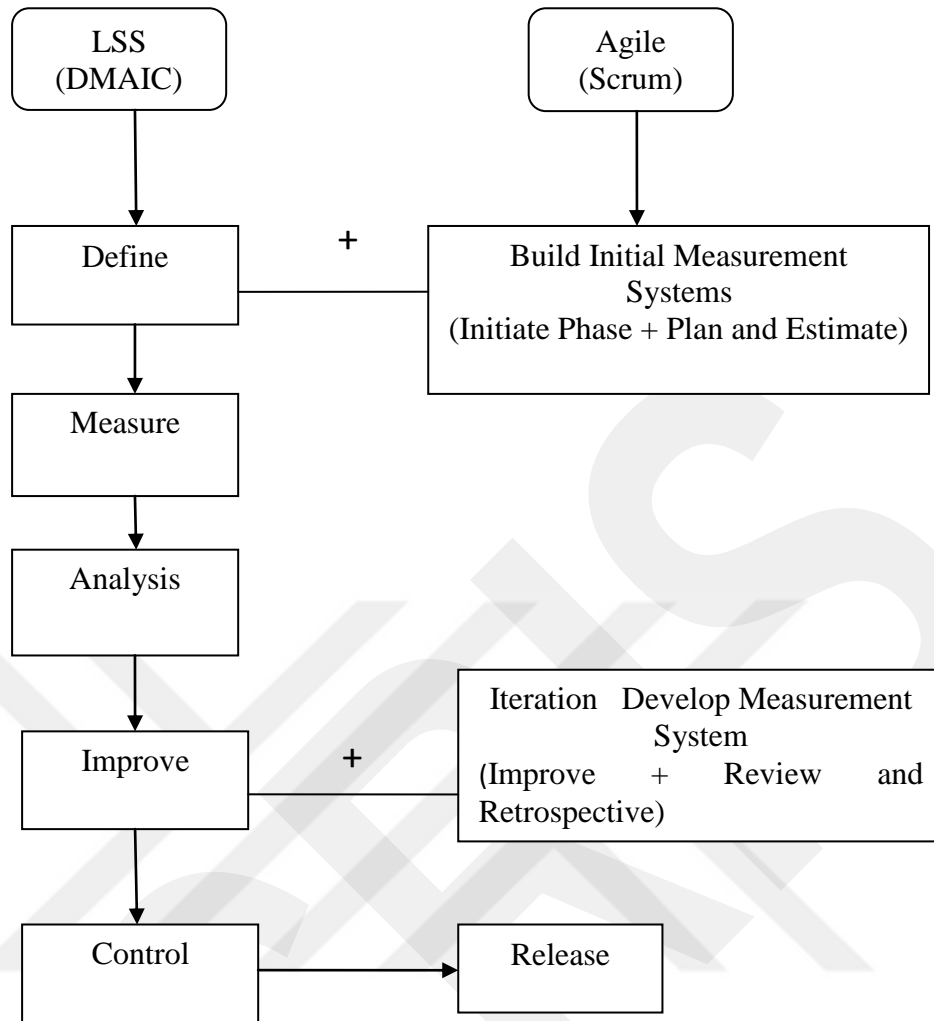 LSS
(DMAIC)
Agile
(Scrum)
Define
+
Build Initial Measurement
Systems
(Initiate Phase + Plan and Estimate)
Measure
Analysis
Improve
+
Iteration Develop Measurement
System
(Improve + Review and
Retrospective)
Control
Release